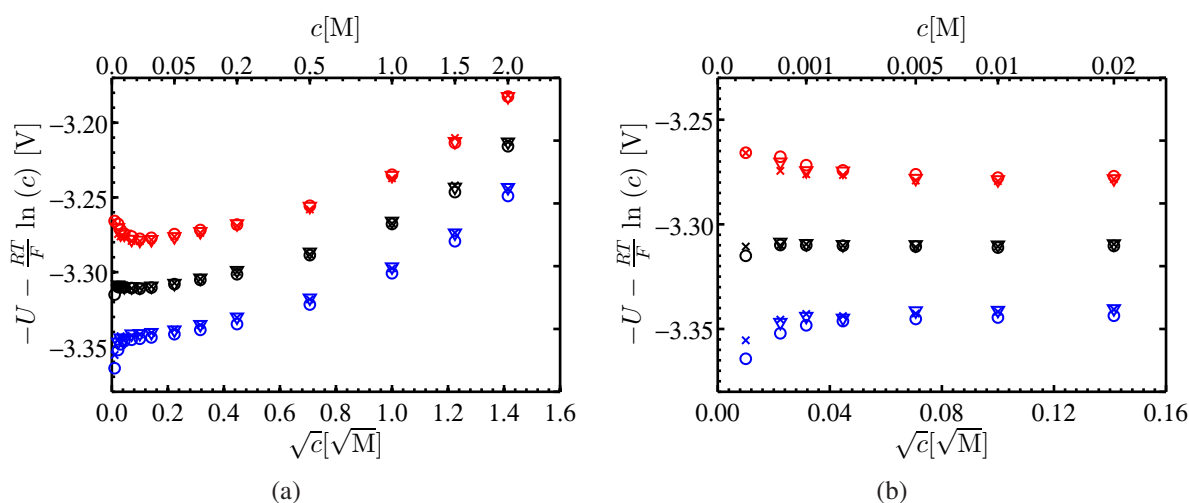 c[M]
0.0 0.05 0.2 0.5 1.0 1.5 2.0
−U − RT/F ln (c) [V]
−3.20
−3.25
−3.30
−3.35
0.0 0.2 0.4 0.6 0.8 1.0 1.2 1.4 1.6
√c[√M]
(a)
c[M]
0.0 0.001 0.005 0.01 0.02
−U − RT/F ln (c) [V]
−3.25
−3.30
−3.35
0.00 0.04 0.08 0.12 0.16
√c[√M]
(b)